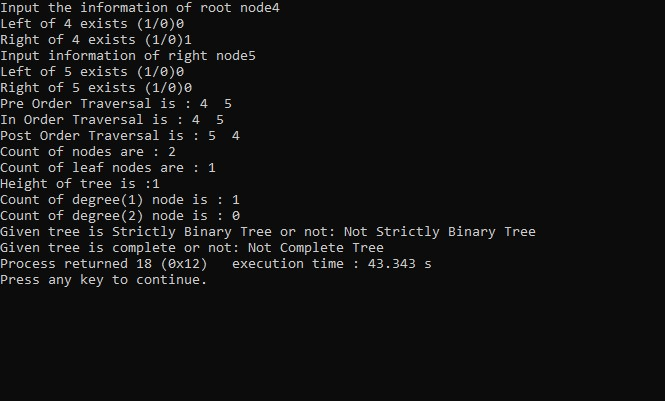 Input the information of root node4
Left of 4 exists (1/0)0
Right of 4 exists (1/0)1
Input information of right node5
Left of 5 exists (1/0)0
Right of 5 exists (1/0)0
Pre Order Traversal is : 4  5
In Order Traversal is : 4  5
Post Order Traversal is : 5  4
Count of nodes are : 2
Count of leaf nodes are : 1
Height of tree is :1
Count of degree(1) node is : 1
Count of degree(2) node is : 0
Given tree is Strictly Binary Tree or not: Not Strictly Binary Tree
Given tree is complete or not: Not Complete Tree
Process returned 18 (0x12)   execution time : 43.343 s
Press any key to continue.